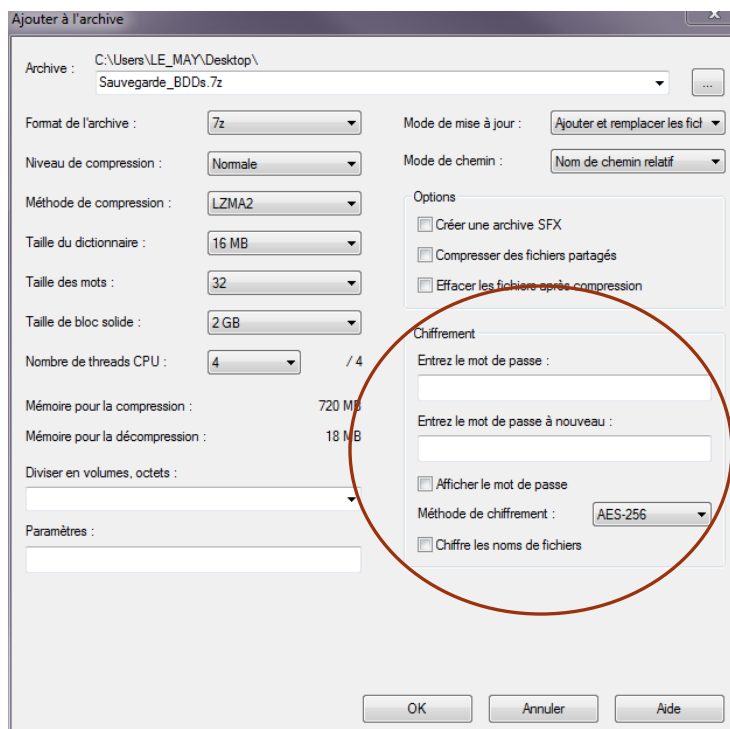 Ajouter à l'archive
Archive :
C:\Users\LE_MAY\Desktop\
Sauvegarde_BDDs.7z
...
Format de l'archive : 7z
Niveau de compression : Normale
Méthode de compression : LZMA2
Taille du dictionnaire : 16 MB
Taille des mots : 32
Taille de bloc solide : 2 GB
Nombre de threads CPU : 4 / 4
Mémoire pour la compression : 720 MB
Mémoire pour la décompression : 18 MB
Diviser en volumes, octets :
Paramètres :
Mode de mise à jour : Ajouter et remplacer les fich
Mode de chemin : Nom de chemin relatif
Options
Créer une archive SFX
Compresser des fichiers partagés
Effacer les fichiers après compression
Chiffrement
Entrez le mot de passe :
Entrez le mot de passe à nouveau :
Afficher le mot de passe
Méthode de chiffrement : AES-256
Chiffre les noms de fichiers
OK
Annuler
Aide